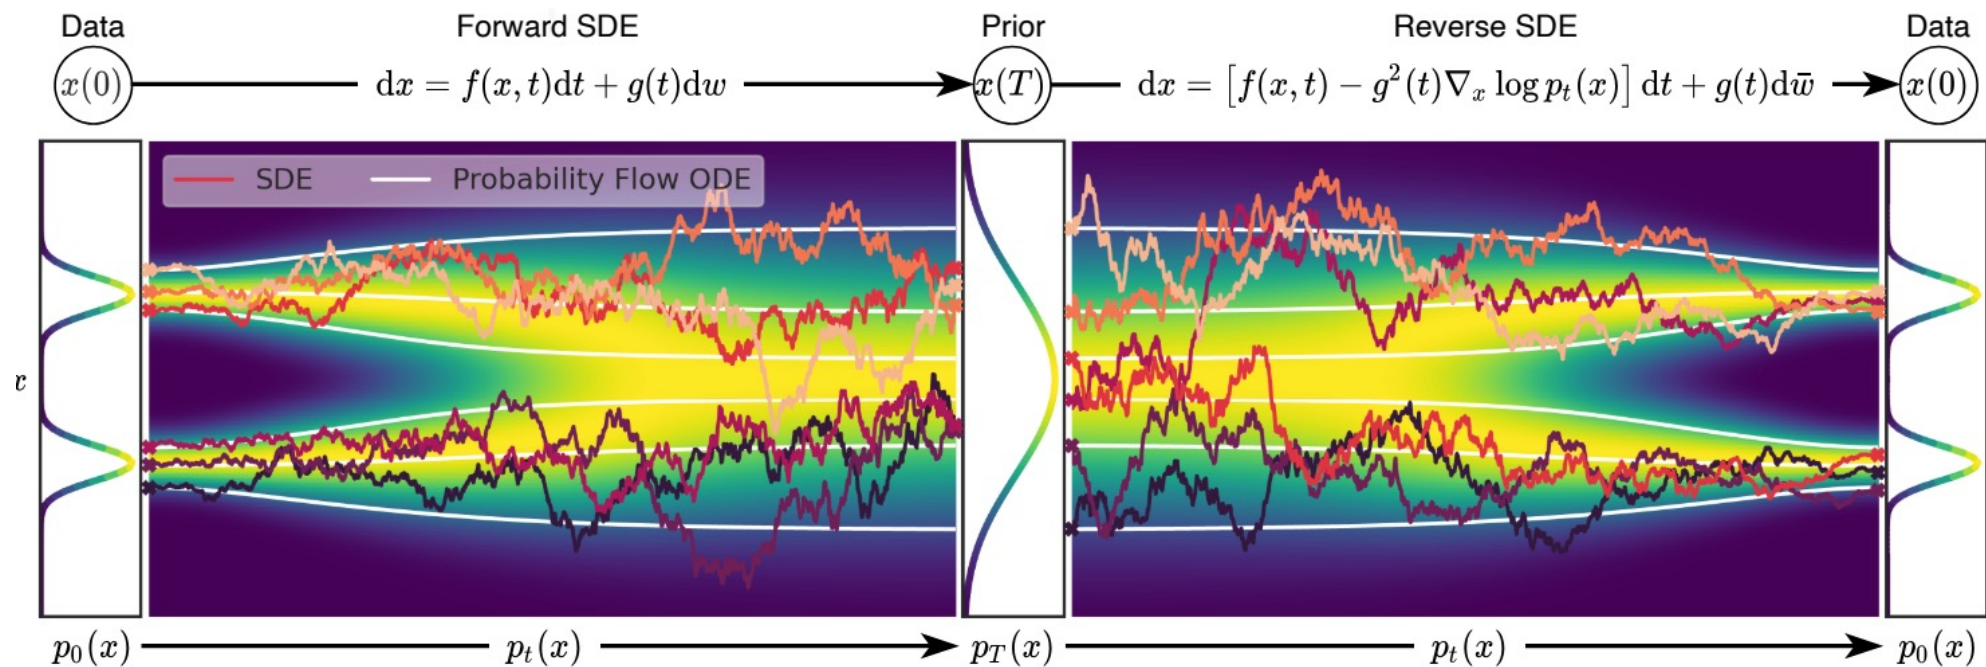 Data Forward SDE Prior Reverse SDE Data
x(0) dx = f(x, t)dt + g(t)dw x(T) dx = [f(x, t) − g²(t)∇ₓ log pₜ(x)] dt + g(t)dw̄ x(0)
SDE Probability Flow ODE
x
p₀(x) pₜ(x) p_T(x) pₜ(x) p₀(x)